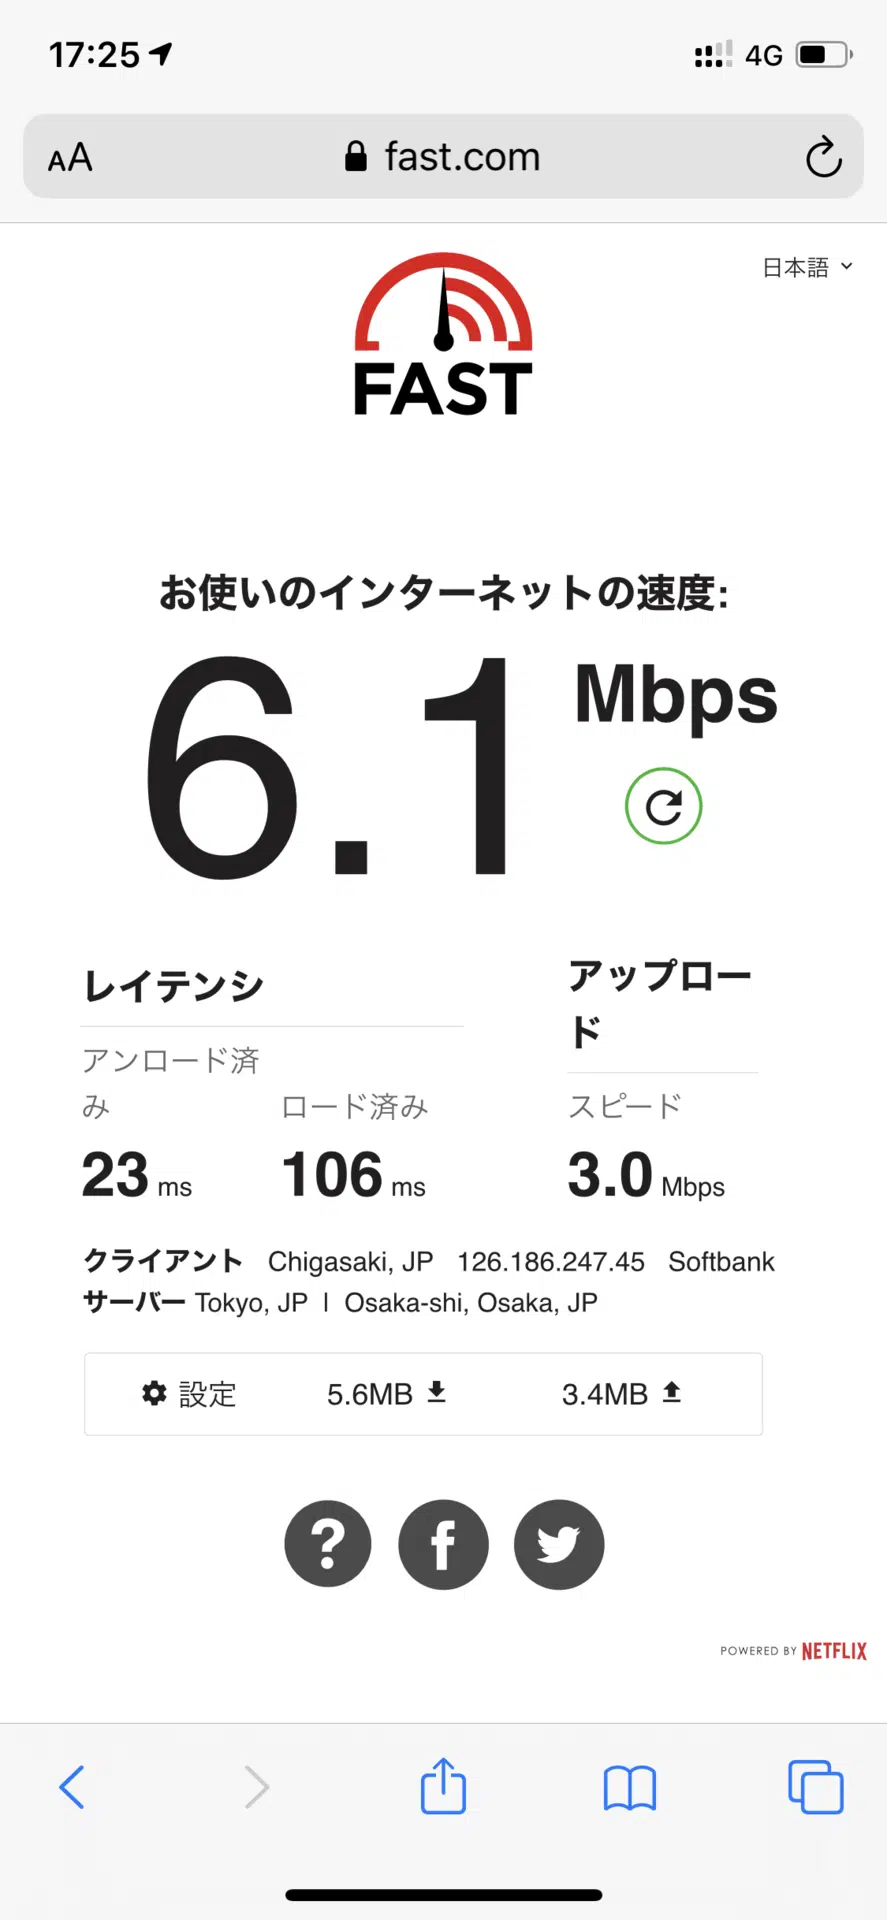 17:25 4G
AA fast.com
日本語
FAST
お使いのインターネットの速度:
6.1 Mbps
レイテンシ
アンロード済
み
23 ms
ロード済み
106 ms
アップロー
ド
スピード
3.0 Mbps
クライアント Chigasaki, JP 126.186.247.45 Softbank
サーバー Tokyo, JP | Osaka-shi, Osaka, JP
設定 5.6MB 3.4MB
?
f
POWERED BY NETFLIX